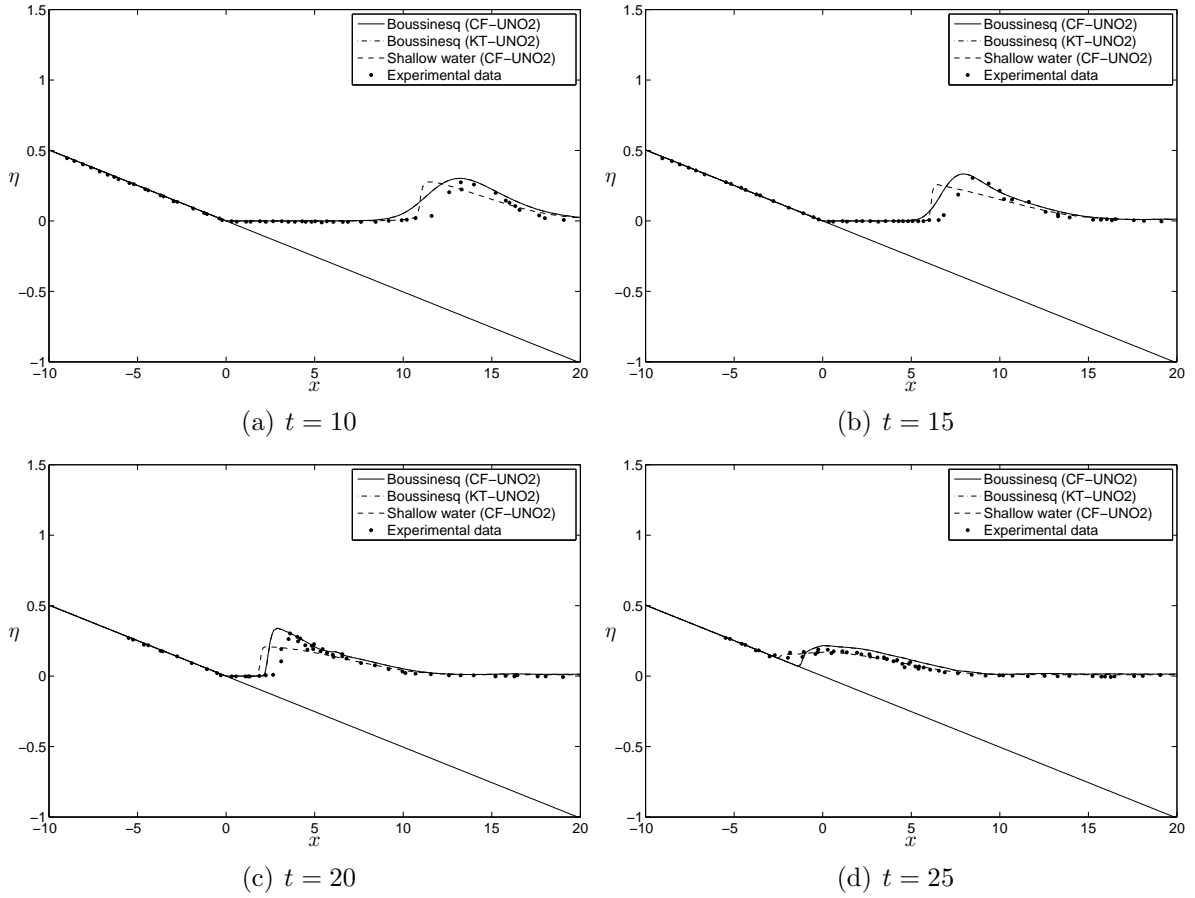 1.5
1
0.5
0
−0.5
−1
η
−10
−5
0
5
10
15
20
x
Boussinesq (CF−UNO2)
Boussinesq (KT−UNO2)
Shallow water (CF−UNO2)
Experimental data
(a) t = 10
1.5
1
0.5
0
−0.5
−1
η
−10
−5
0
5
10
15
20
x
Boussinesq (CF−UNO2)
Boussinesq (KT−UNO2)
Shallow water (CF−UNO2)
Experimental data
(b) t = 15
1.5
1
0.5
0
−0.5
−1
η
−10
−5
0
5
10
15
20
x
Boussinesq (CF−UNO2)
Boussinesq (KT−UNO2)
Shallow water (CF−UNO2)
Experimental data
(c) t = 20
1.5
1
0.5
0
−0.5
−1
η
−10
−5
0
5
10
15
20
x
Boussinesq (CF−UNO2)
Boussinesq (KT−UNO2)
Shallow water (CF−UNO2)
Experimental data
(d) t = 25